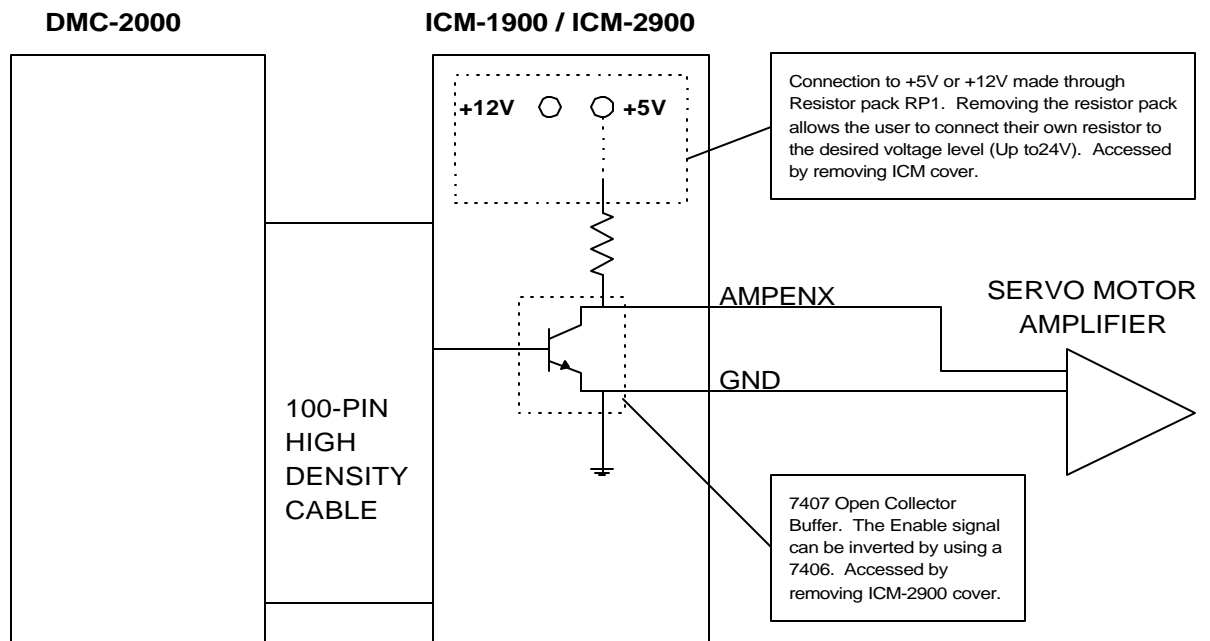 DMC-2000
ICM-1900 / ICM-2900
+12V
+5V
Connection to +5V or +12V made through
Resistor pack RP1. Removing the resistor pack
allows the user to connect their own resistor to
the desired voltage level (Up to24V). Accessed
by removing ICM cover.
AMPENX
SERVO MOTOR
AMPLIFIER
GND
100-PIN
HIGH
DENSITY
CABLE
7407 Open Collector
Buffer. The Enable signal
can be inverted by using a
7406. Accessed by
removing ICM-2900 cover.